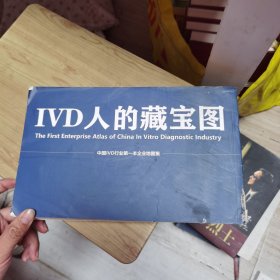 IVD人的藏宝图
The First Enterprise Atlas of China In Vitro Diagnostic Industry
中国IVD行业第一本企业地图集